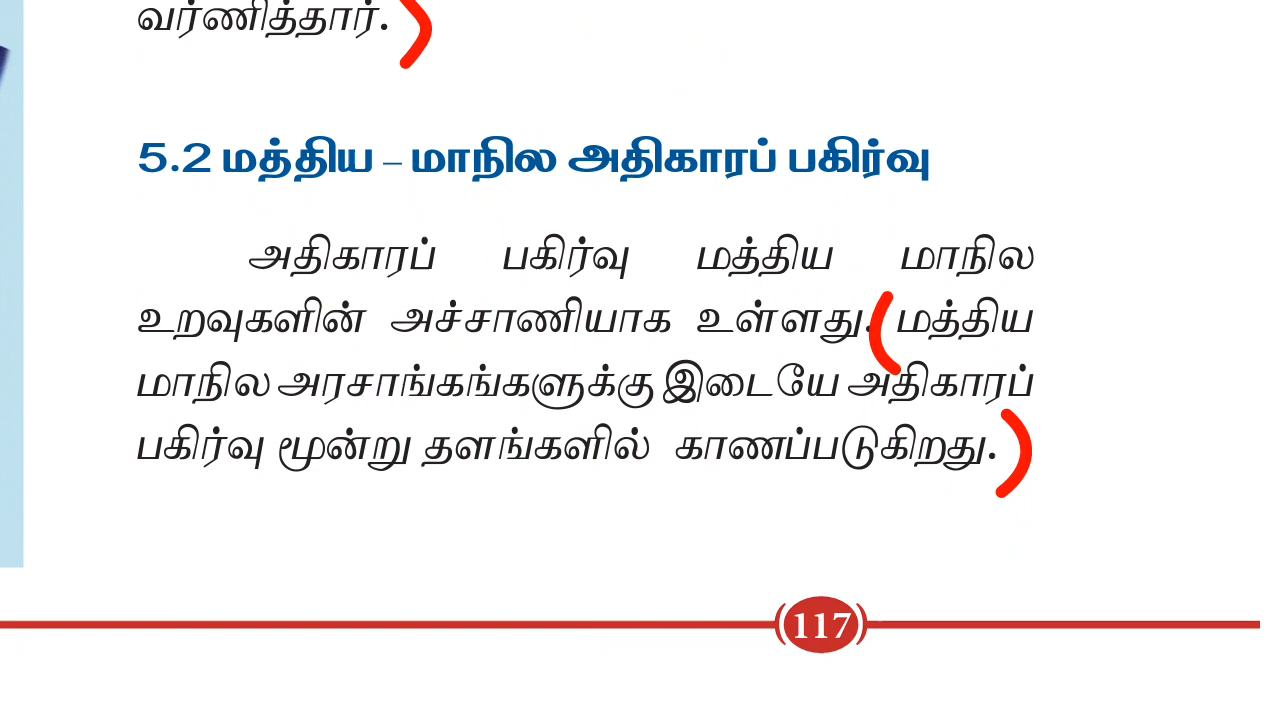 வர்ணித்தார்.
5.2 மத்திய – மாநில அதிகாரப் பகிர்வு
அதிகாரப் பகிர்வு மத்திய மாநில
உறவுகளின் அச்சாணியாக உள்ளது. மத்திய
மாநில அரசாங்கங்களுக்கு இடையே அதிகாரப்
பகிர்வு மூன்று தளங்களில் காணப்படுகிறது.
117